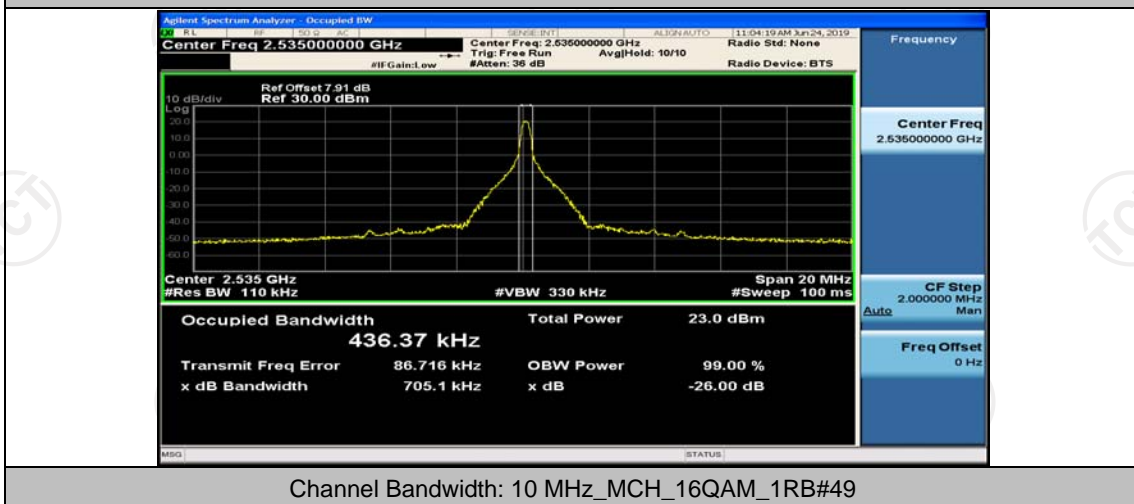 Agilent Spectrum Analyzer - Occupied BW
RL RF 50 Ω AC SENSE:INT ALIGN AUTO 11:04:19 AM Jun 24, 2019
Center Freq 2.535000000 GHz
Center Freq: 2.535000000 GHz
Radio Std: None
Trig: Free Run Avg|Hold: 10/10
#IFGain:Low #Atten: 36 dB
Radio Device: BTS
Frequency
Ref Offset 7.91 dB
10 dB/div Ref 30.00 dBm
Log
20.0
10.0
0.00
-10.0
-20.0
-30.0
-40.0
-50.0
-60.0
Center Freq
2.535000000 GHz
Center 2.535 GHz Span 20 MHz
#Res BW 110 kHz #VBW 330 kHz #Sweep 100 ms
CF Step
2.000000 MHz
Auto Man
Freq Offset
0 Hz
Occupied Bandwidth Total Power 23.0 dBm
436.37 kHz
Transmit Freq Error 86.716 kHz OBW Power 99.00 %
x dB Bandwidth 705.1 kHz x dB -26.00 dB
MSG STATUS
Channel Bandwidth: 10 MHz_MCH_16QAM_1RB#49